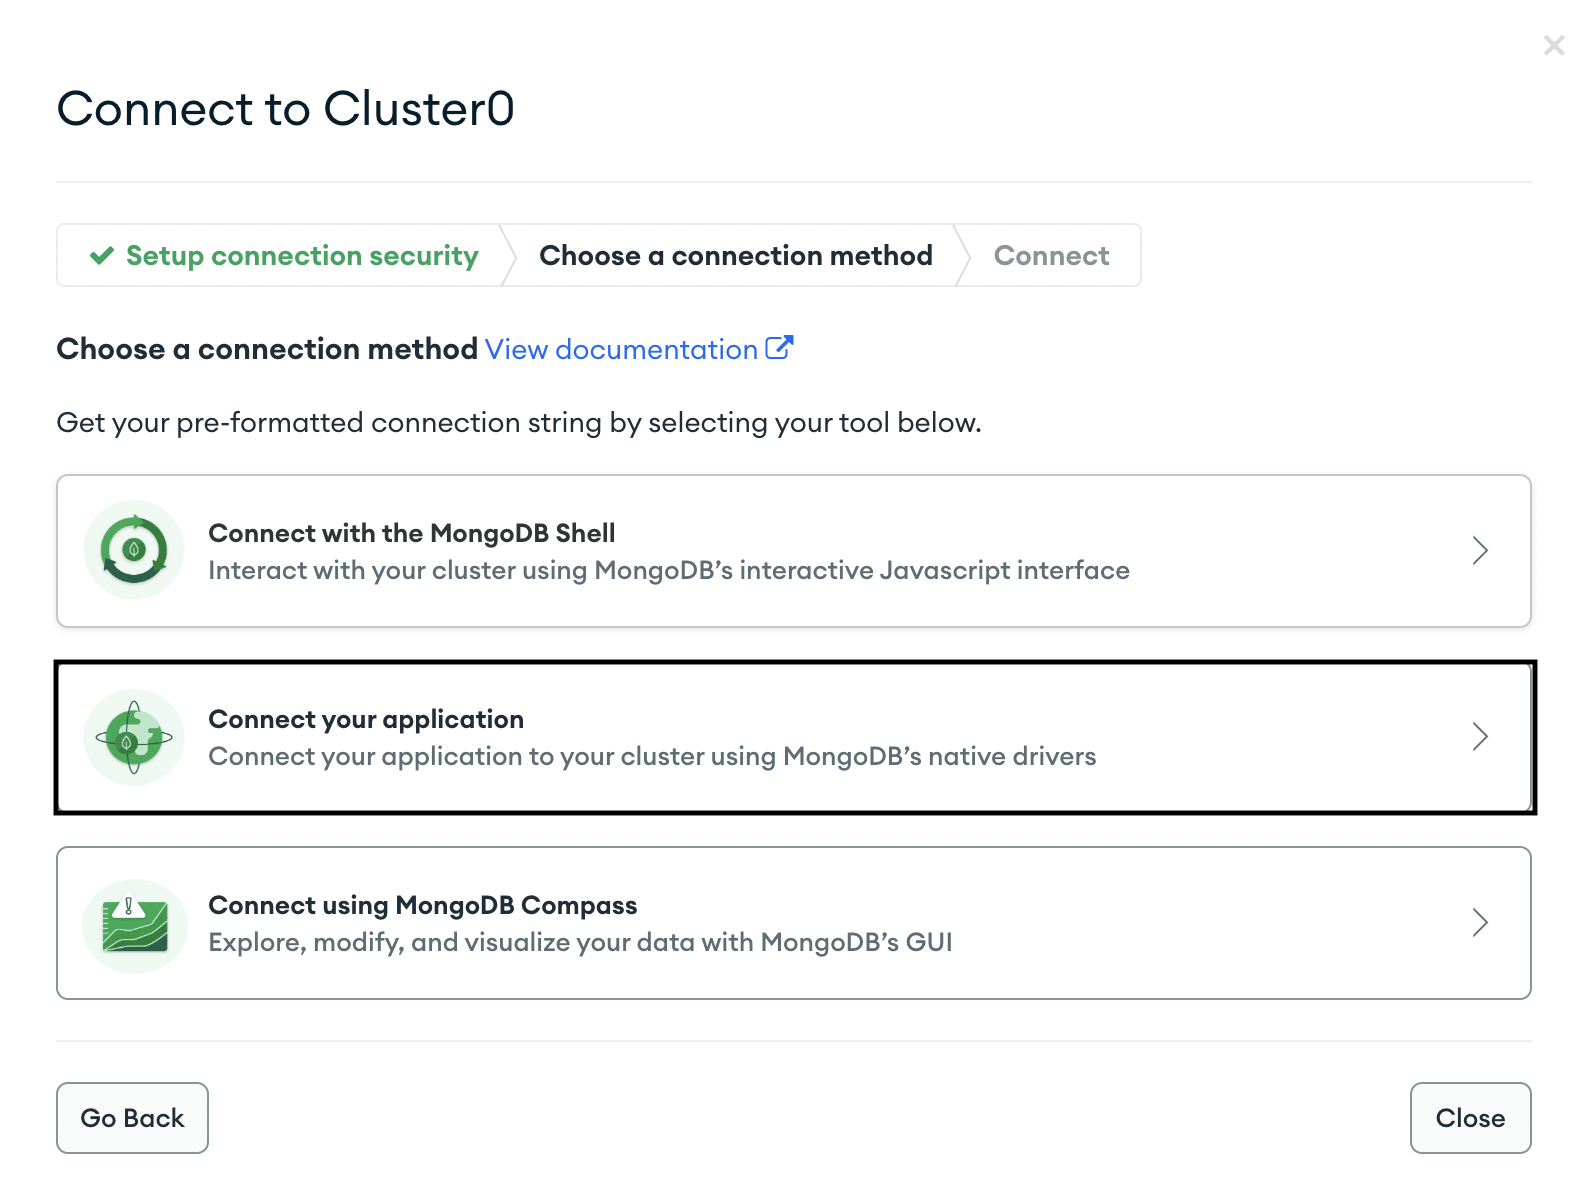 Connect to Cluster0
Setup connection security
Choose a connection method
Connect
Choose a connection method View documentation
Get your pre-formatted connection string by selecting your tool below.
Connect with the MongoDB Shell
Interact with your cluster using MongoDB’s interactive Javascript interface
Connect your application
Connect your application to your cluster using MongoDB’s native drivers
Connect using MongoDB Compass
Explore, modify, and visualize your data with MongoDB’s GUI
Go Back
Close